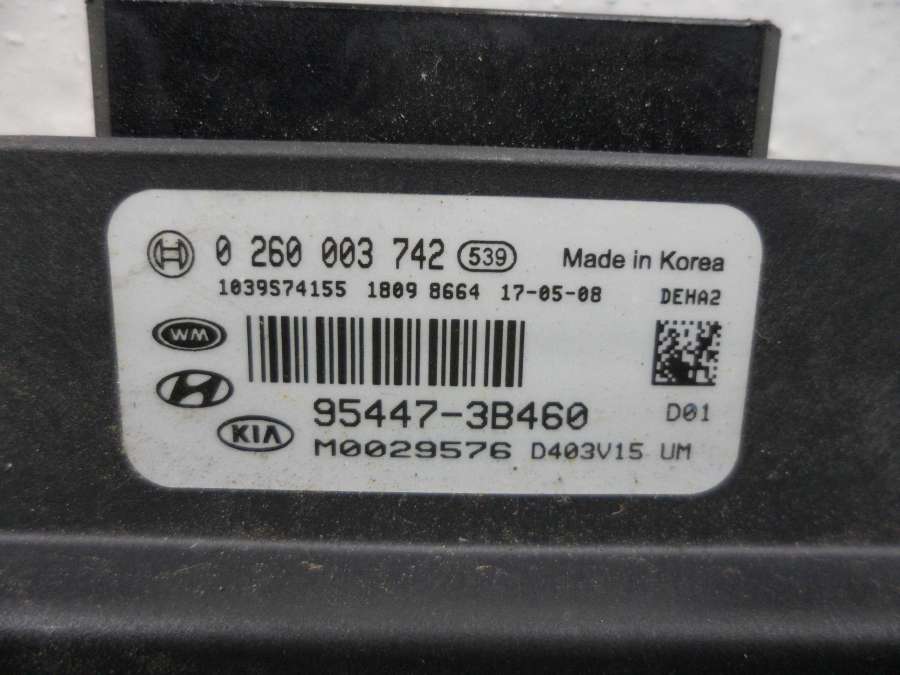 0 260 003 742 539 Made in Korea
1039S74155 1809 8664 17-05-08 DEHA2
WM
95447-3B460 D01
KIA M0029576 D403V15 UM